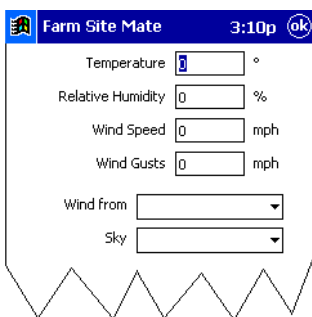 Farm Site Mate 3:10p ok
Temperature 0 °
Relative Humidity 0 %
Wind Speed 0 mph
Wind Gusts 0 mph
Wind from
Sky